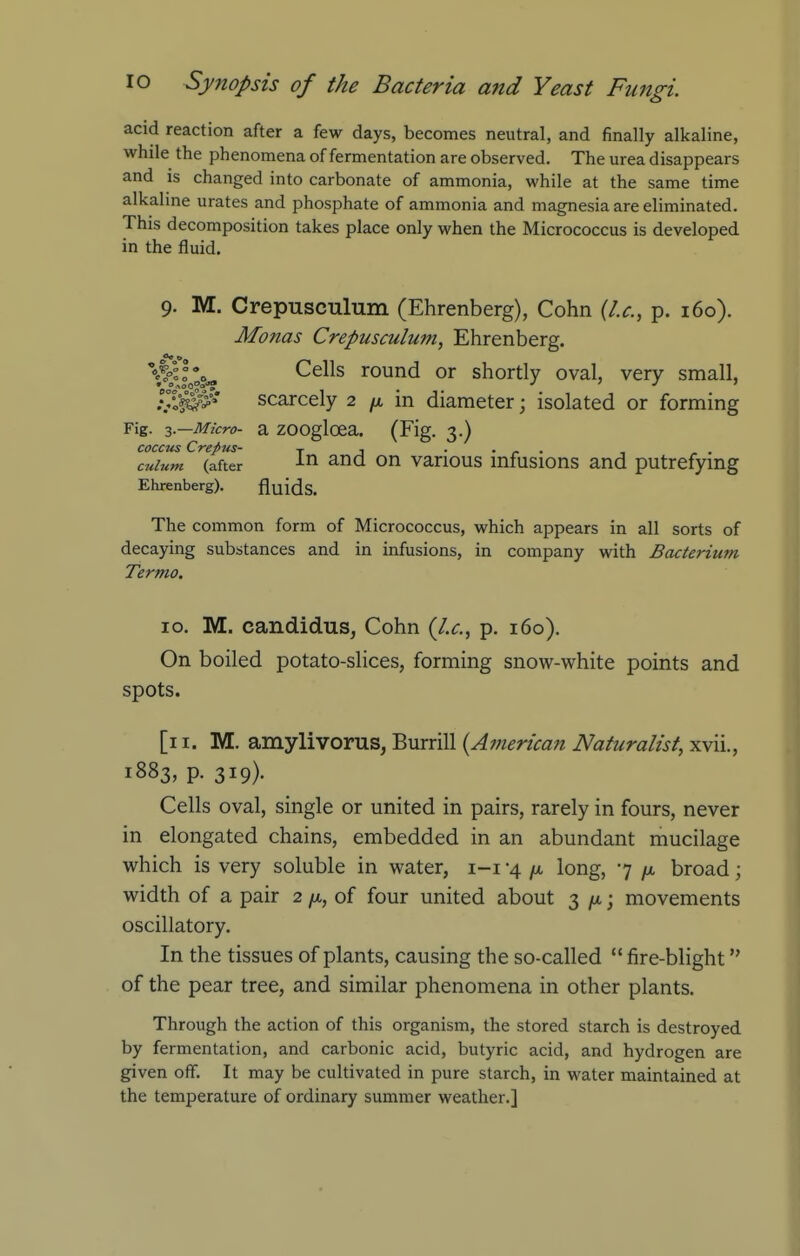 10 Synopsis of the Bacteria and Yeast Fungi.
acid reaction after a few days, becomes neutral, and finally alkaline,
while the phenomena of fermentation are observed. The urea disappears
and is changed into carbonate of ammonia, while at the same time
alkaline urates and phosphate of ammonia and magnesia are eliminated.
This decomposition takes place only when the Micrococcus is developed
in the fluid.
9. M. Crepusculum (Ehrenberg), Cohn (l.c., p. 160).
Monas Crepusculum, Ehrenberg.
Cells round or shortly oval, very small,
scarcely 2 μ in diameter; isolated or forming
a zooglœa. (Fig. 3.)
In and on various infusions and putrefying
fluids.
Fig. 3.—Micro-
coccus Crepus-
culum (after
Ehrenberg).
The common form of Micrococcus, which appears in all sorts of
decaying substances and in infusions, in company with Bacterium
Termo.
10. M. candidus, Cohn (l.c., p. 160).
On boiled potato-slices, forming snow-white points and
spots.
[11. M. amylivorus, Burrill (American Naturalist, xvii.,
1883, p. 319).
Cells oval, single or united in pairs, rarely in fours, never
in elongated chains, embedded in an abundant mucilage
which is very soluble in water, 1–1·4 μ long, ·7 μ broad;
width of a pair 2 μ, of four united about 3 μ; movements
oscillatory.
In the tissues of plants, causing the so-called “fire-blight”
of the pear tree, and similar phenomena in other plants.
Through the action of this organism, the stored starch is destroyed
by fermentation, and carbonic acid, butyric acid, and hydrogen are
given off. It may be cultivated in pure starch, in water maintained at
the temperature of ordinary summer weather.]